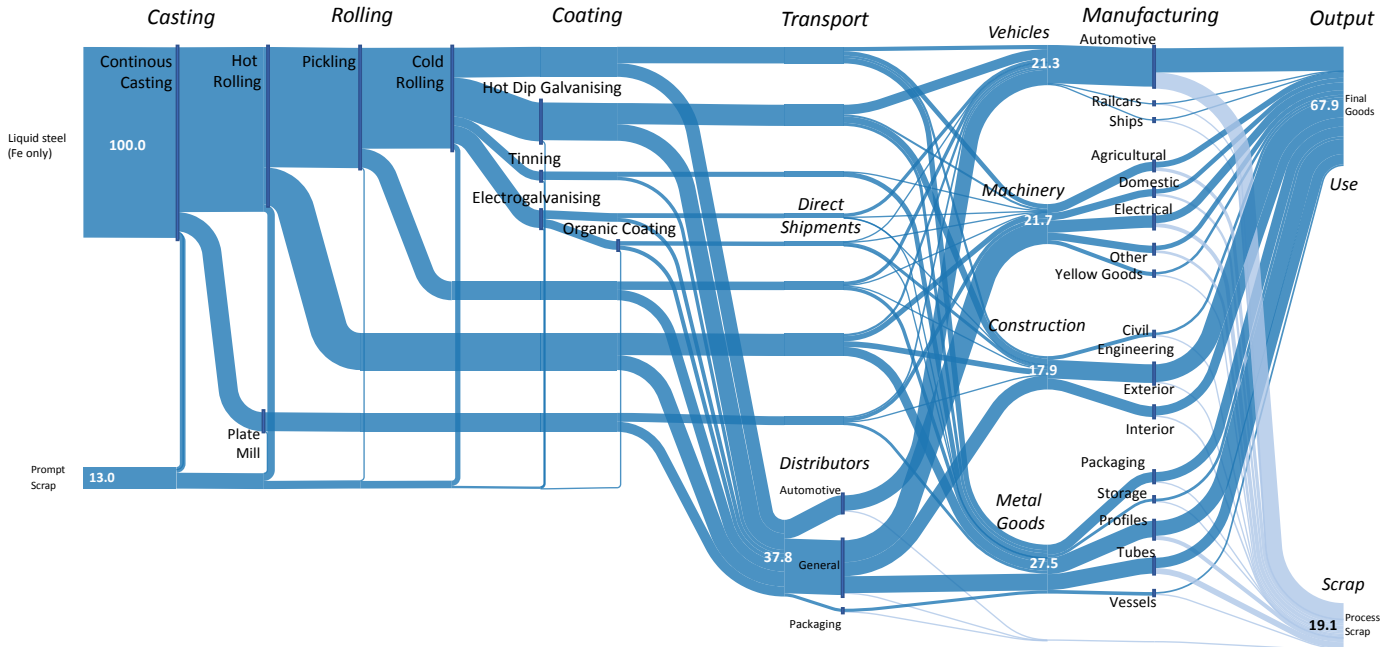 Casting
Rolling
Coating
Transport
Manufacturing
Output
Continous
Casting
Hot
Rolling
Pickling
Cold
Rolling
Hot Dip Galvanising
Tinning
Electrogalvanising
Organic Coating
Liquid steel
(Fe only)
100.0
Plate
Mill
Prompt
Scrap
13.0
Direct
Shipments
Distributors
Automotive
37.8
General
Packaging
Vehicles
21.3
Machinery
21.7
Construction
17.9
Metal
Goods
27.5
Automotive
Railcars
Ships
Agricultural
Domestic
Electrical
Other
Yellow Goods
Civil
Engineering
Exterior
Interior
Packaging
Storage
Profiles
Tubes
Vessels
67.9
Final
Goods
Use
Scrap
19.1
Process
Scrap